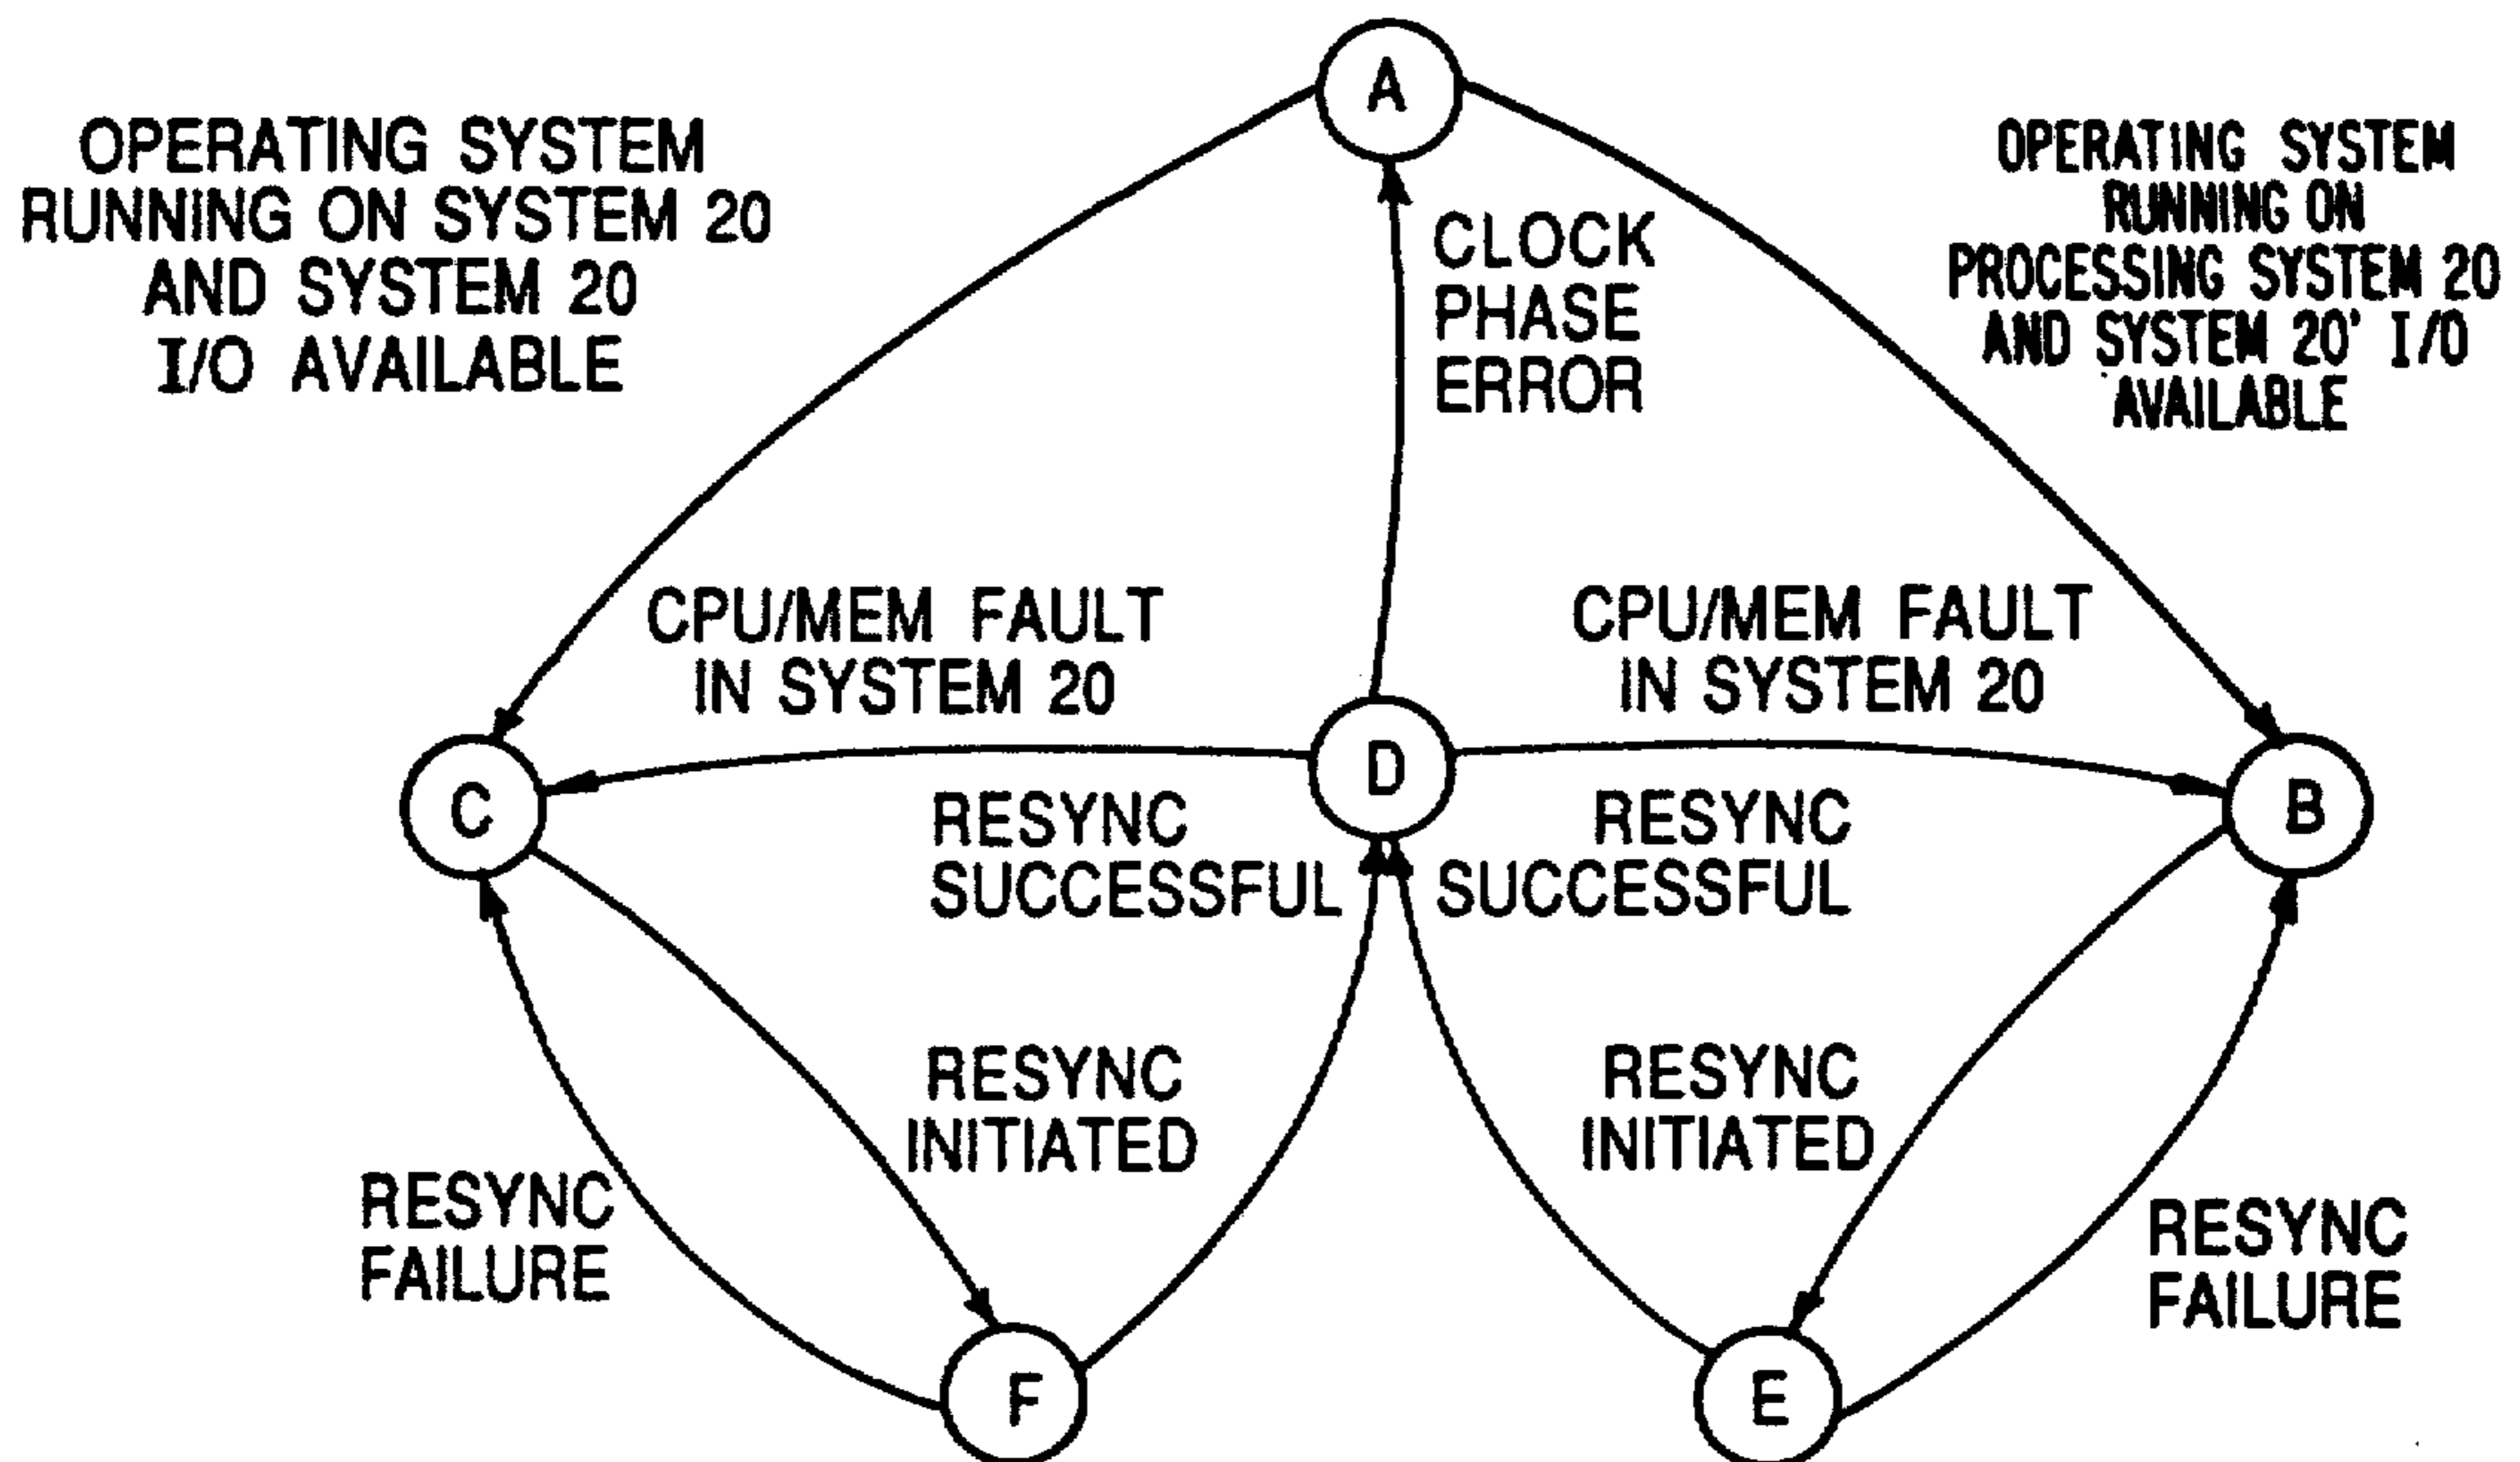 A
OPERATING SYSTEM
RUNNING ON SYSTEM 20
AND SYSTEM 20
I/O AVAILABLE
CLOCK
PHASE
ERROR
OPERATING SYSTEM
RUNNING ON
PROCESSING SYSTEM 20
AND SYSTEM 20' I/O
AVAILABLE
CPU/MEM FAULT
IN SYSTEM 20
CPU/MEM FAULT
IN SYSTEM 20
C
D
B
RESYNC
SUCCESSFUL
RESYNC
SUCCESSFUL
RESYNC
INITIATED
RESYNC
INITIATED
RESYNC
FAILURE
RESYNC
FAILURE
F
E